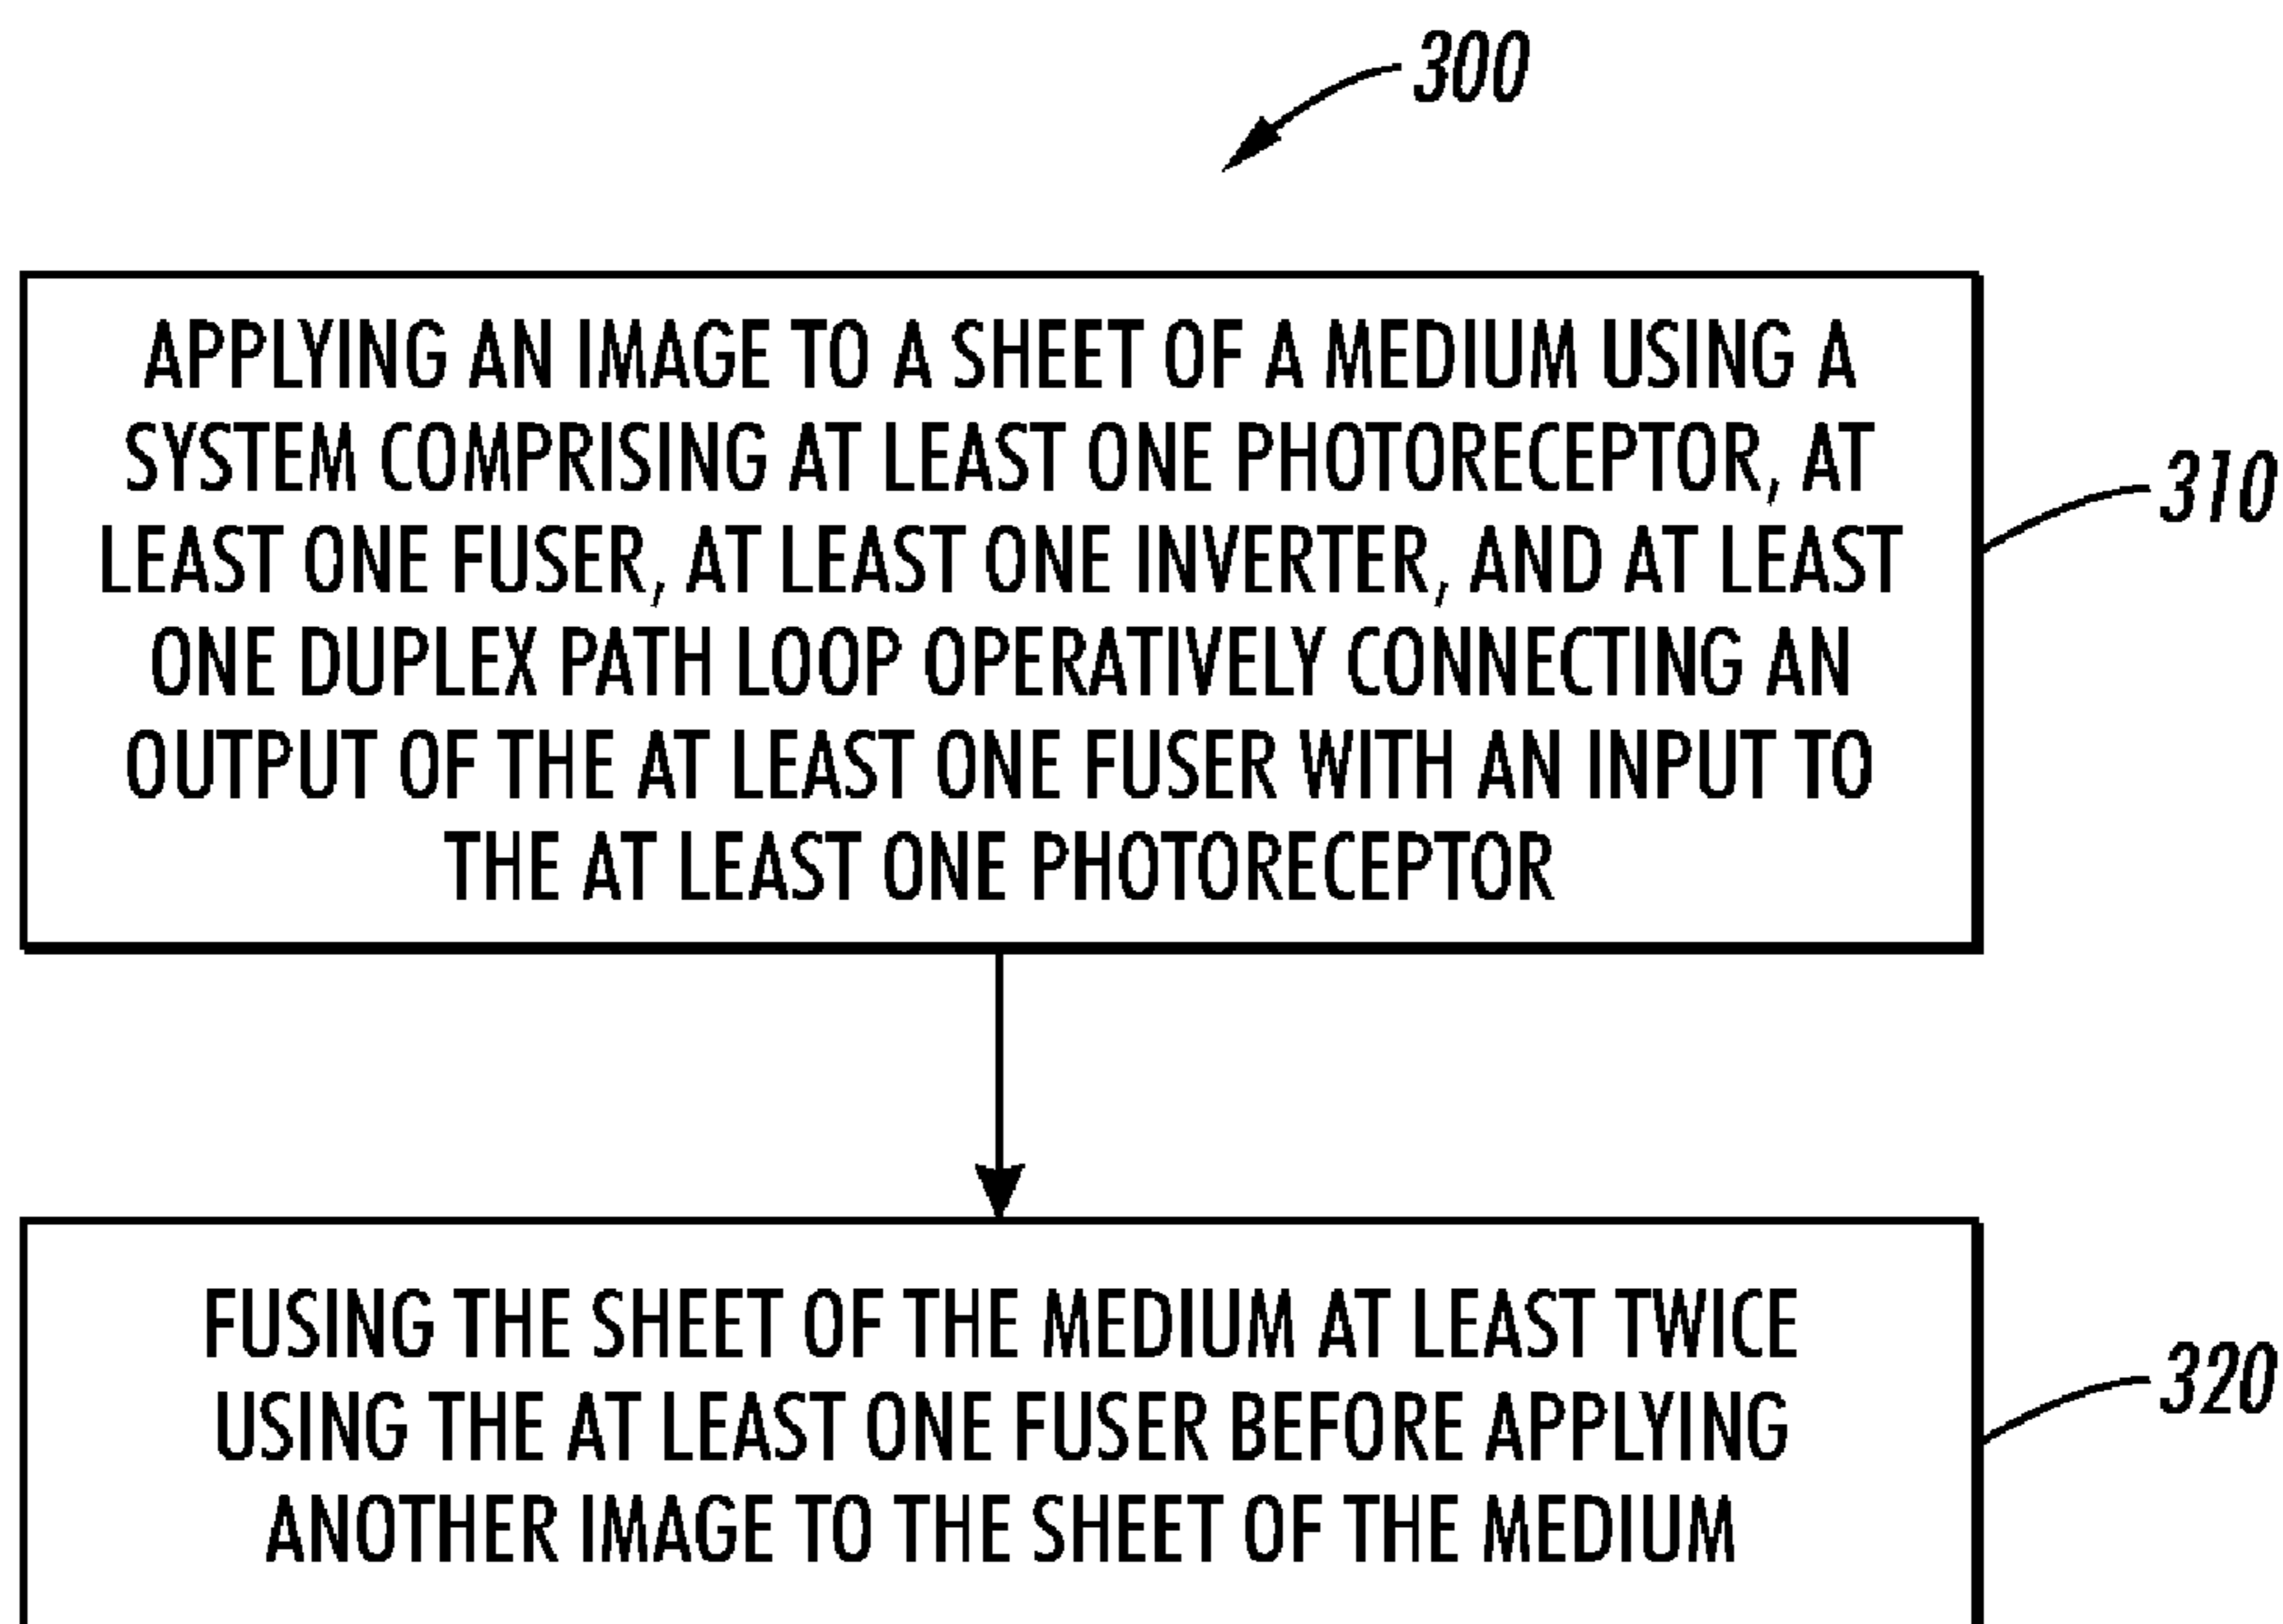 300
APPLYING AN IMAGE TO A SHEET OF A MEDIUM USING A
SYSTEM COMPRISING AT LEAST ONE PHOTORECEPTOR, AT
LEAST ONE FUSER, AT LEAST ONE INVERTER, AND AT LEAST
ONE DUPLEX PATH LOOP OPERATIVELY CONNECTING AN
OUTPUT OF THE AT LEAST ONE FUSER WITH AN INPUT TO
THE AT LEAST ONE PHOTORECEPTOR
310
FUSING THE SHEET OF THE MEDIUM AT LEAST TWICE
USING THE AT LEAST ONE FUSER BEFORE APPLYING
ANOTHER IMAGE TO THE SHEET OF THE MEDIUM
320